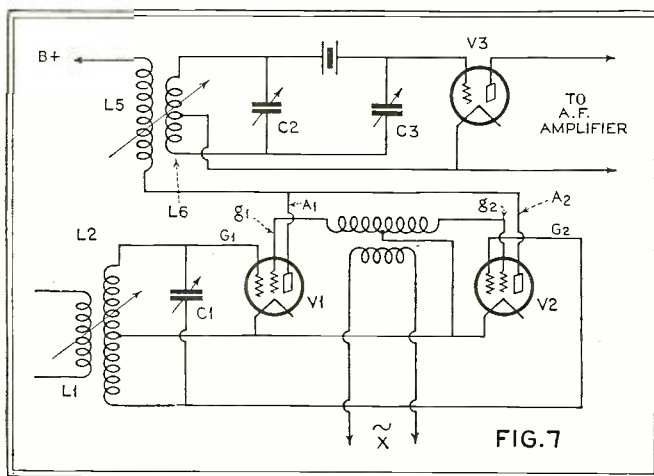 B+
V3
L5
C2
C3
TO
A.F.
AMPLIFIER
L6
A1
g1
g2
A2
L2
G1
G2
C1
V1
V2
L1
~
X
FIG.7